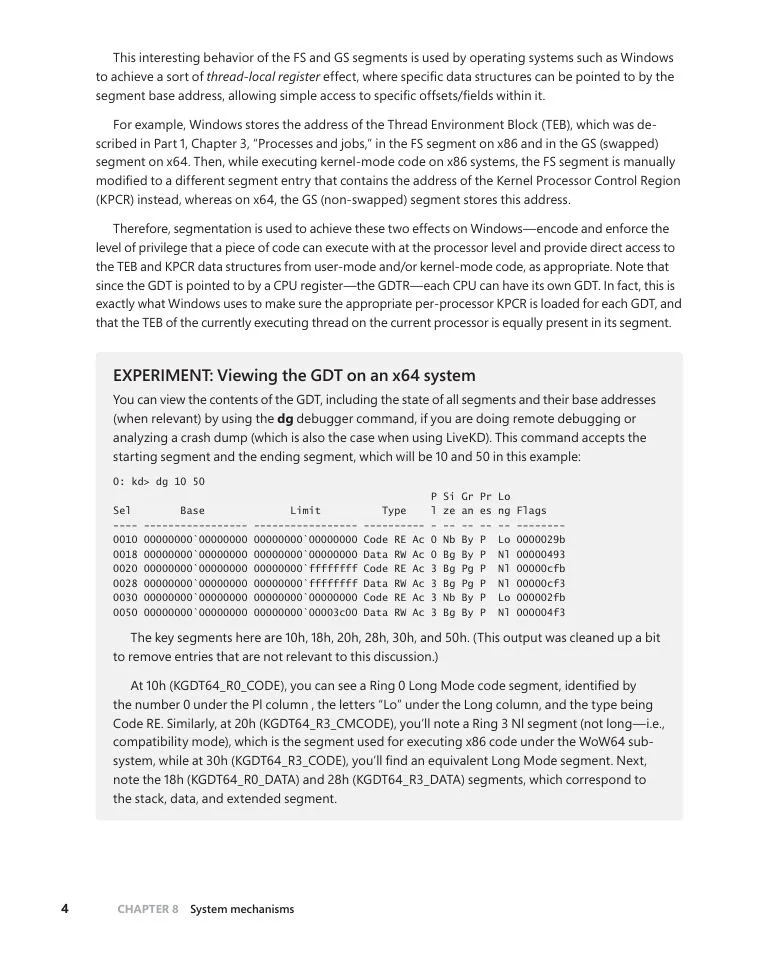 This interesting behavior of the FS and GS segments is used by operating systems such as Windows
to achieve a sort of thread-local register effect, where specific data structures can be pointed to by the
segment base address, allowing simple access to specific offsets/fields within it.
For example, Windows stores the address of the Thread Environment Block (TEB), which was de-
scribed in Part 1, Chapter 3, “Processes and jobs,” in the FS segment on x86 and in the GS (swapped)
segment on x64. Then, while executing kernel-mode code on x86 systems, the FS segment is manually
modified to a different segment entry that contains the address of the Kernel Processor Control Region
(KPCR) instead, whereas on x64, the GS (non-swapped) segment stores this address.
Therefore, segmentation is used to achieve these two effects on Windows—encode and enforce the
level of privilege that a piece of code can execute with at the processor level and provide direct access to
the TEB and KPCR data structures from user-mode and/or kernel-mode code, as appropriate. Note that
since the GDT is pointed to by a CPU register—the GDTR—each CPU can have its own GDT. In fact, this is
exactly what Windows uses to make sure the appropriate per-processor KPCR is loaded for each GDT, and
that the TEB of the currently executing thread on the current processor is equally present in its segment.
EXPERIMENT: Viewing the GDT on an x64 system
You can view the contents of the GDT, including the state of all segments and their base addresses
(when relevant) by using the dg debugger command, if you are doing remote debugging or
analyzing a crash dump (which is also the case when using LiveKD). This command accepts the
starting segment and the ending segment, which will be 10 and 50 in this example:
0: kd> dg 10 50
P Si Gr Pr Lo
Sel Base Limit Type l ze an es ng Flags
---- ----------------- ----------------- ---------- - -- -- -- -- --------
0010 00000000`00000000 00000000`00000000 Code RE Ac 0 Nb By P Lo 0000029b
0018 00000000`00000000 00000000`00000000 Data RW Ac 0 Bg By P Nl 00000493
0020 00000000`00000000 00000000`ffffffff Code RE Ac 3 Bg Pg P Nl 00000cfb
0028 00000000`00000000 00000000`ffffffff Data RW Ac 3 Bg Pg P Nl 00000cf3
0030 00000000`00000000 00000000`00000000 Code RE Ac 3 Nb By P Lo 000002fb
0050 00000000`00000000 00000000`00003c00 Data RW Ac 3 Bg By P Nl 000004f3
The key segments here are 10h, 18h, 20h, 28h, 30h, and 50h. (This output was cleaned up a bit
to remove entries that are not relevant to this discussion.)
At 10h (KGDT64_R0_CODE), you can see a Ring 0 Long Mode code segment, identified by
the number 0 under the Pl column , the letters “Lo” under the Long column, and the type being
Code RE. Similarly, at 20h (KGDT64_R3_CMCODE), you’ll note a Ring 3 Nl segment (not long—i.e.,
compatibility mode), which is the segment used for executing x86 code under the WoW64 sub-
system, while at 30h (KGDT64_R3_CODE), you’ll find an equivalent Long Mode segment. Next,
note the 18h (KGDT64_R0_DATA) and 28h (KGDT64_R3_DATA) segments, which correspond to
the stack, data, and extended segment.
4 CHAPTER 8 System mechanisms